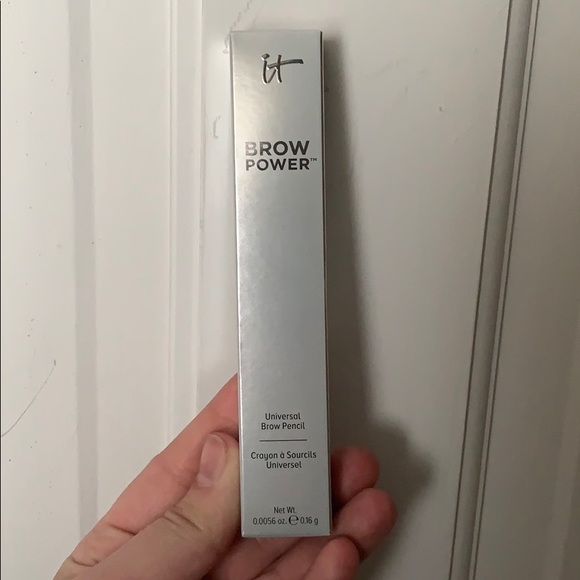 it
BROW
POWER™
Universal
Brow Pencil
Crayon à Sourcils
Universel
Net Wt.
0.0056 oz. ℮ 0.16 g